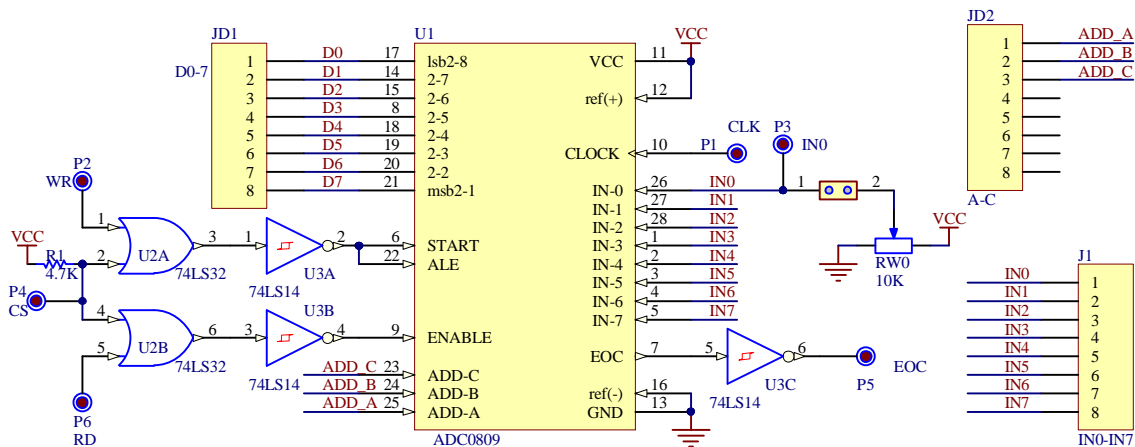 JD1
D0-7
1 D0 17 lsb2-8
2 D1 14 2-7
3 D2 15 2-6
4 D3 8 2-5
5 D4 18 2-4
6 D5 19 2-3
7 D6 20 2-2
8 D7 21 msb2-1
U1
VCC
VCC 11
ref(+) 12
CLOCK 10 P1 CLK
P3
IN0
IN-0 26 IN0 1 2
IN-1 27 IN1
IN-2 28 IN2
IN-3 1 IN3
IN-4 2 IN4
IN-5 3 IN5
IN-6 4 IN6
IN-7 5 IN7
VCC
RW0
10K
EOC 7 5 6
U3C
74LS14
P5
EOC
ref(-) 16
GND 13
ADC0809
P2
WR
1
2 U2A 3
74LS32
1 2
U3A
74LS14
6 START
22 ALE
VCC
R1
4.7K
P4
CS
4
5 U2B 6
74LS32
U3B
3 4
74LS14
9 ENABLE
P6
RD
ADD_C 23 ADD-C
ADD_B 24 ADD-B
ADD_A 25 ADD-A
JD2
1 ADD_A
2 ADD_B
3 ADD_C
4
5
6
7
8
A-C
J1
IN0 1
IN1 2
IN2 3
IN3 4
IN4 5
IN5 6
IN6 7
IN7 8
IN0-IN7